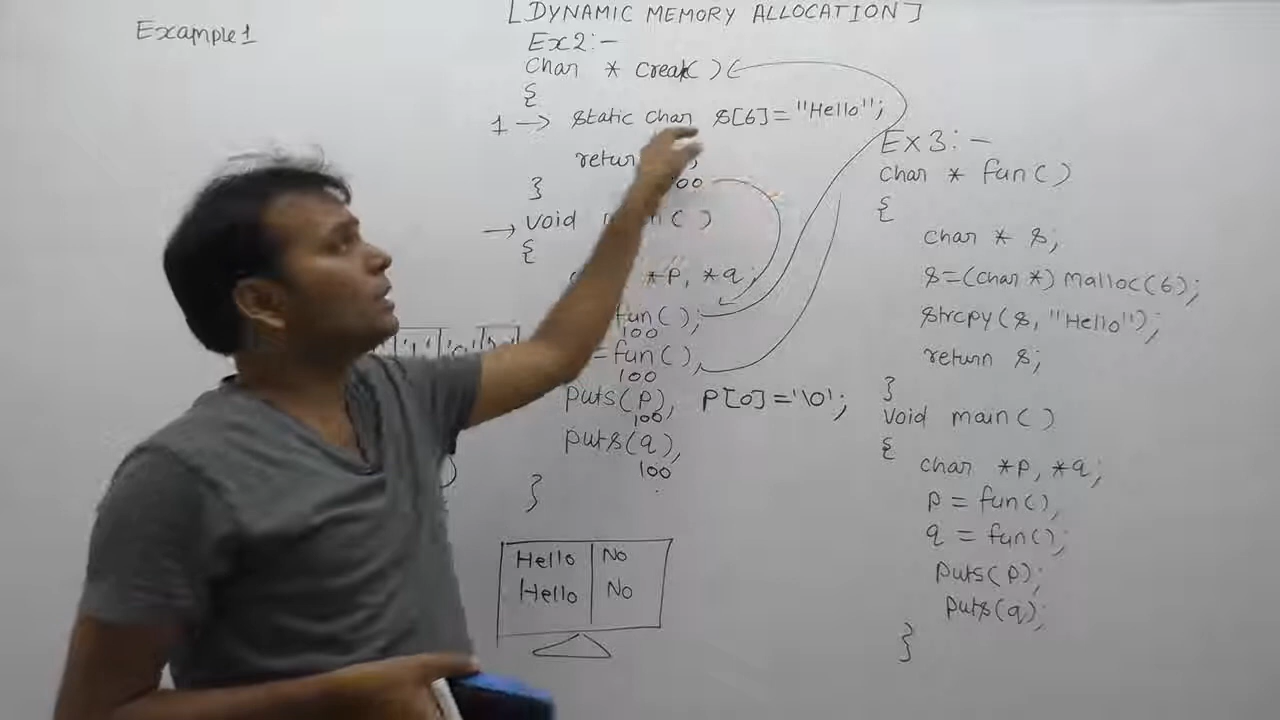 [DYNAMIC MEMORY ALLOCATION]
Example 1
Ex2:-
char * creat()
{
1 → static char s[6]="Hello";
retur ;
100
}
→ void m n ( )
{
*p, *q;
fun();
100
= fun(),
100
puts(p), p[0]='\0';
100
puts(q),
100
}
Hello No
Hello No
Ex3:-
char * fun()
{
char * s;
s=(char*) malloc(6);
strcpy(s, "Hello");
return s;
}
void main()
{
char *p, *q;
p = fun(),
q = fun();
puts(p);
puts(q);
}